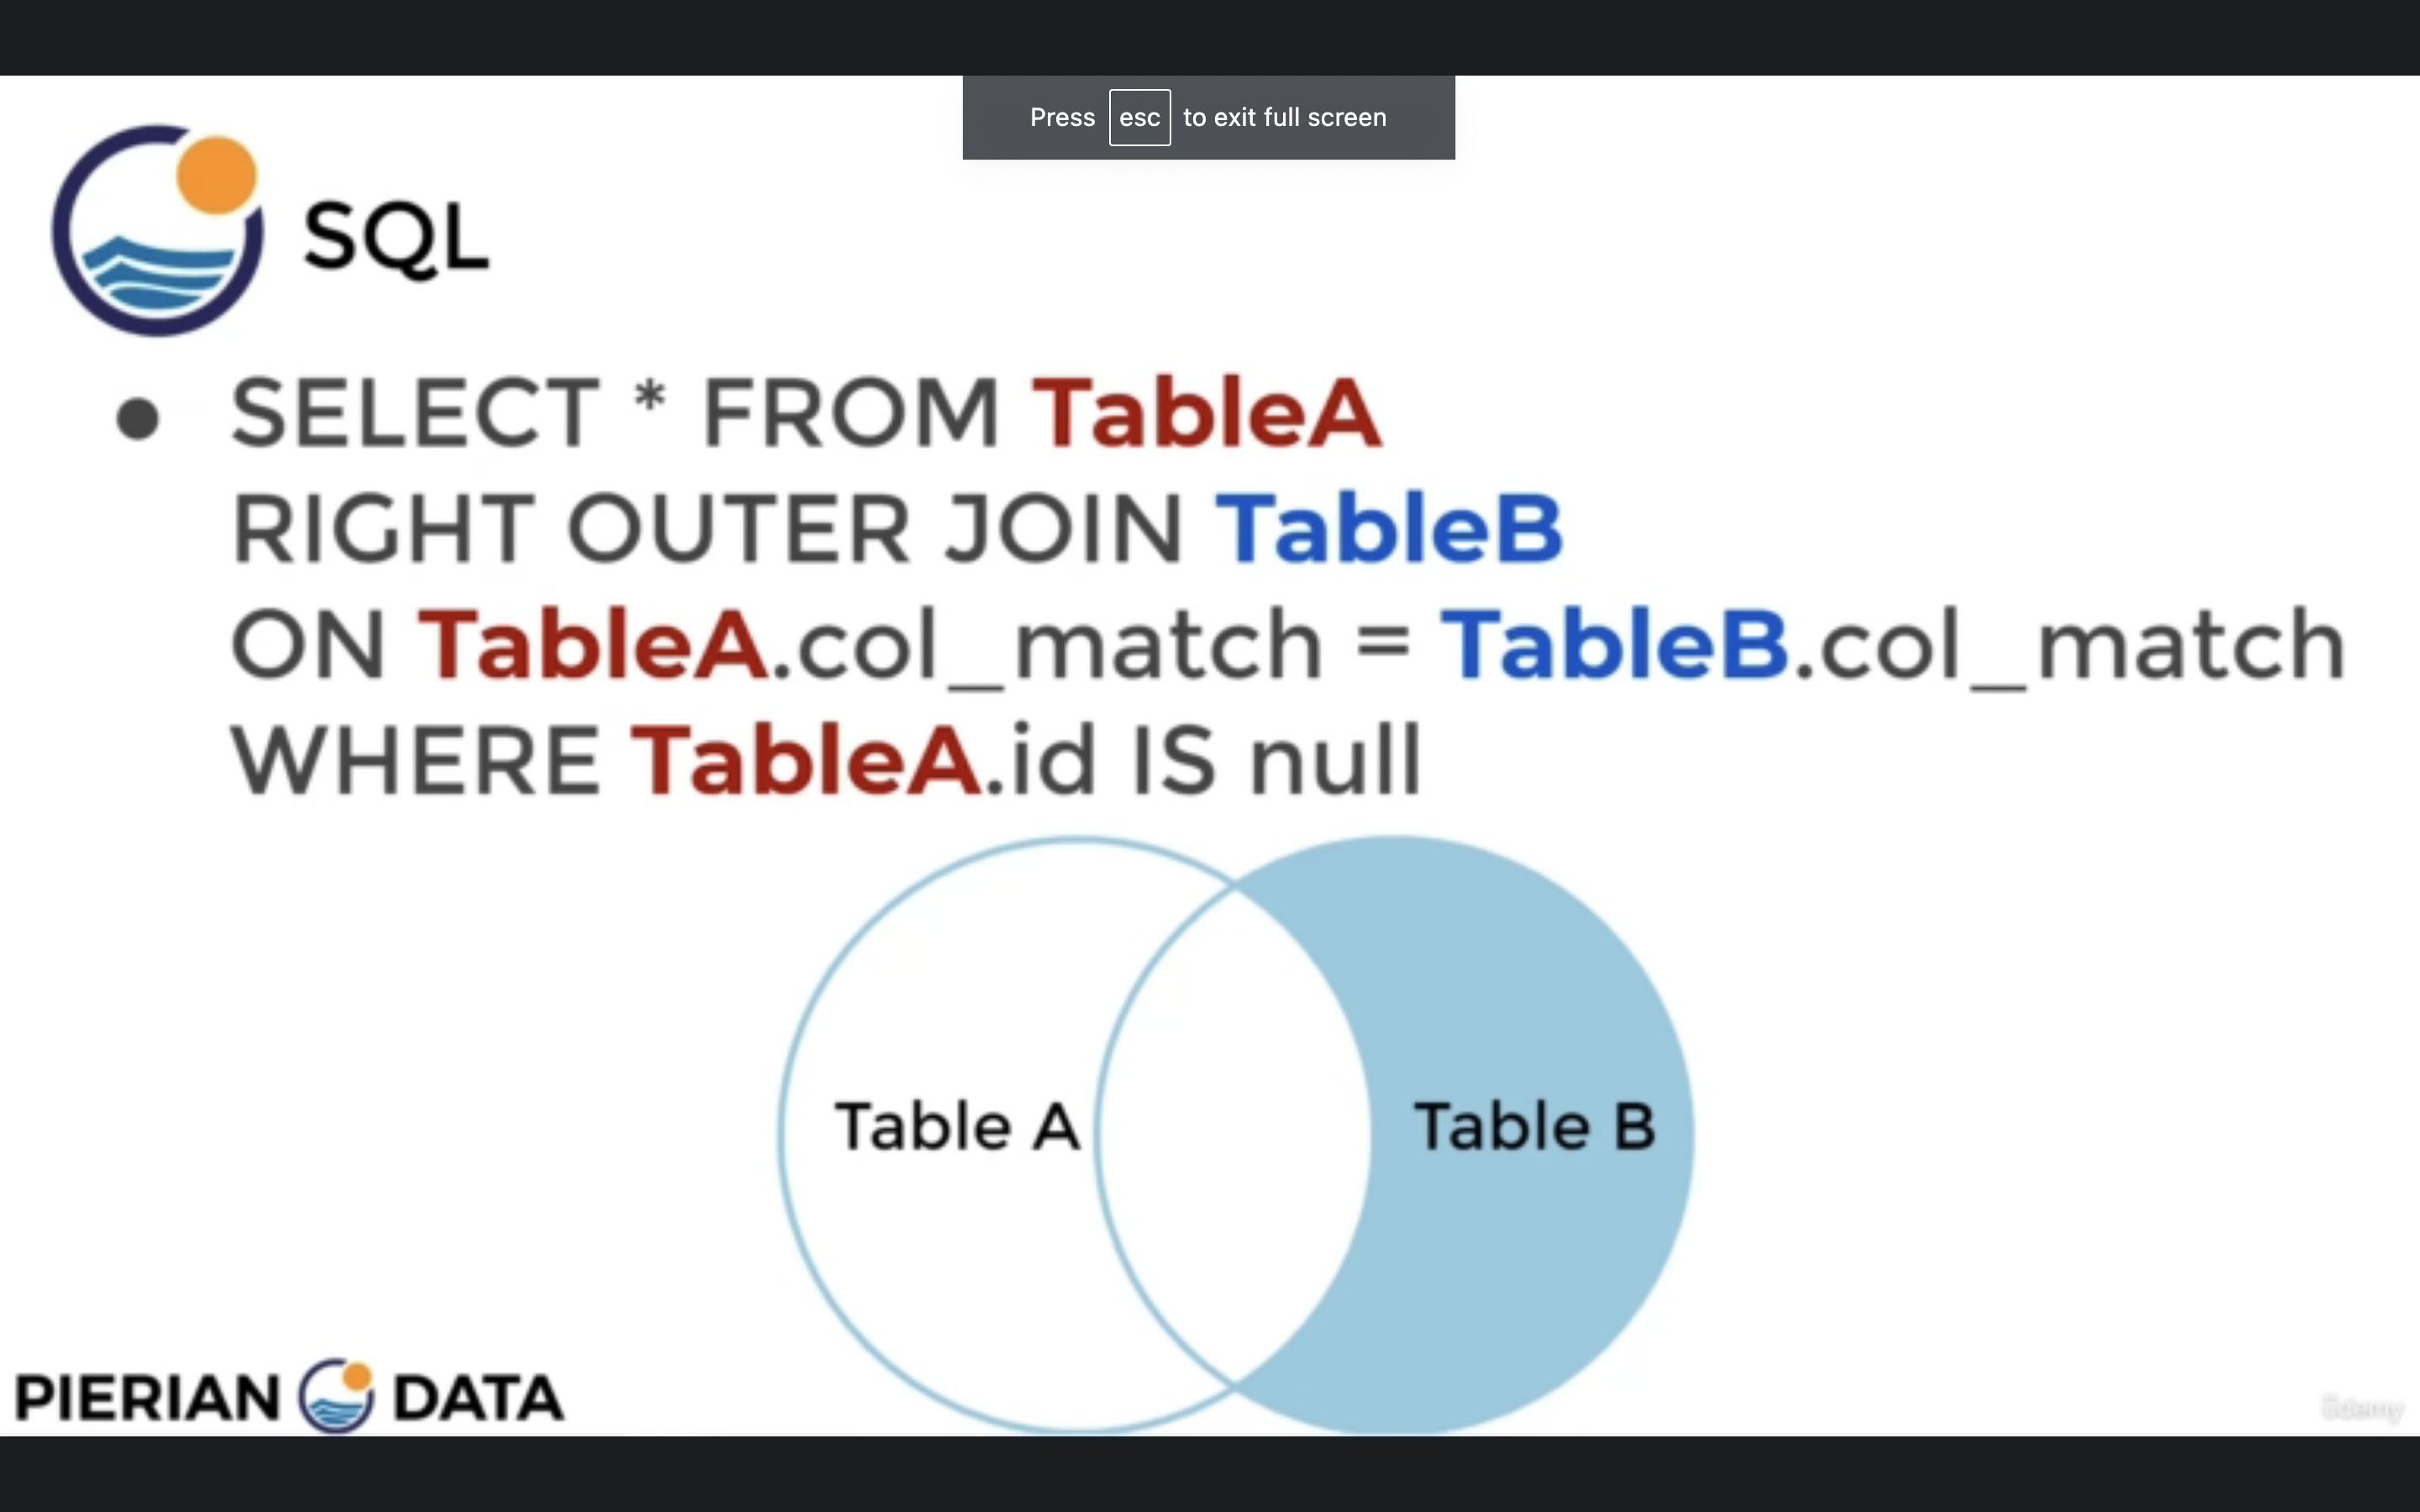 Press esc to exit full screen
SQL
● SELECT * FROM TableA
RIGHT OUTER JOIN TableB
ON TableA.col_match = TableB.col_match
WHERE TableA.id IS null
Table A
Table B
PIERIAN DATA
udemy